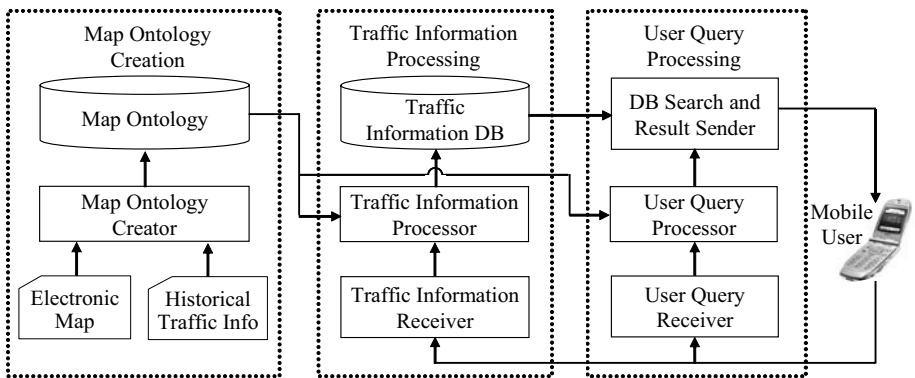 Map Ontology
Creation
Map Ontology
Map Ontology
Creator
Electronic
Map
Historical
Traffic Info
Traffic Information
Processing
Traffic
Information DB
Traffic Information
Processor
Traffic Information
Receiver
User Query
Processing
DB Search and
Result Sender
User Query
Processor
User Query
Receiver
Mobile
User